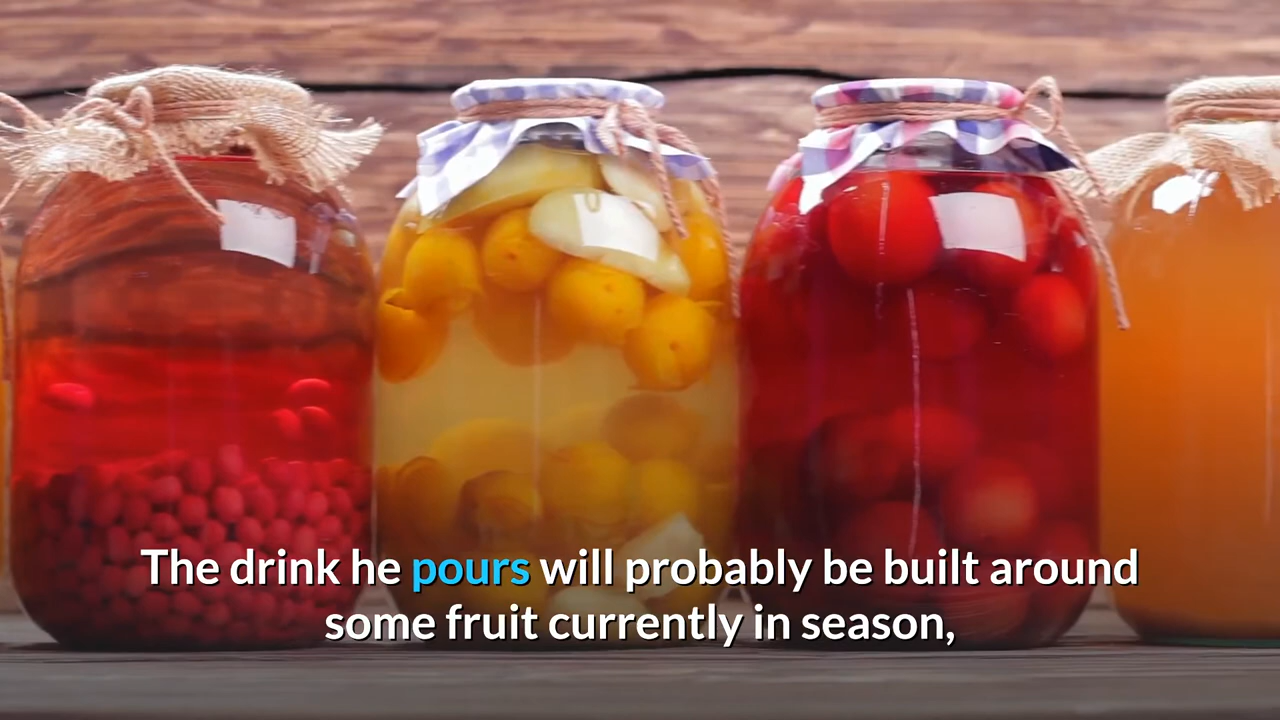 The drink he pours will probably be built around
some fruit currently in season,